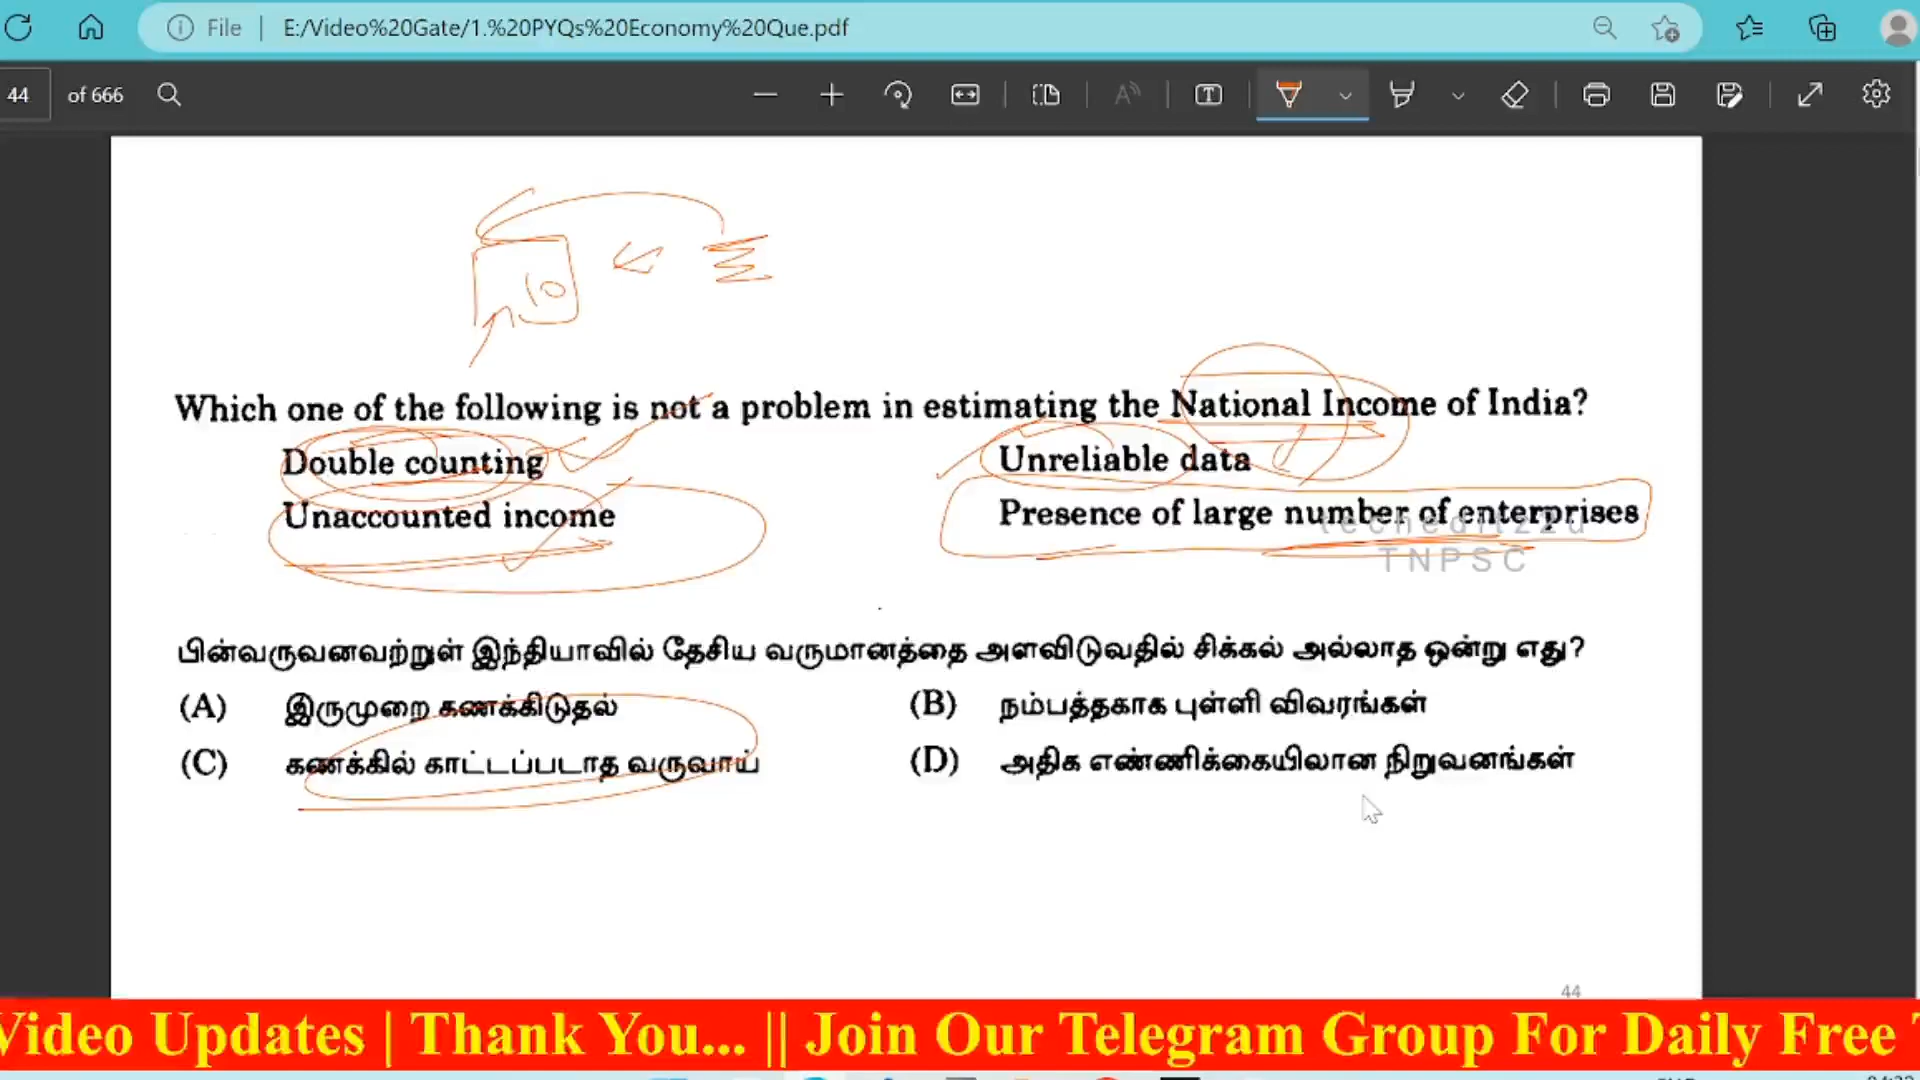 File | E:/Video%20Gate/1.%20PYQs%20Economy%20Que.pdf
44 of 666
10
Which one of the following is not a problem in estimating the National Income of India?
Double counting Unreliable data
Unaccounted income Presence of large number of enterprises
techeditzzu
TNPSC
பின்வருவனவற்றுள் இந்தியாவில் தேசிய வருமானத்தை அளவிடுவதில் சிக்கல் அல்லாத ஒன்று எது?
(A) இருமுறை கணக்கிடுதல் (B) நம்பத்தகாக புள்ளி விவரங்கள்
(C) கணக்கில் காட்டப்படாத வருவாய் (D) அதிக எண்ணிக்கையிலான நிறுவனங்கள்
44
Video Updates | Thank You... || Join Our Telegram Group For Daily Free